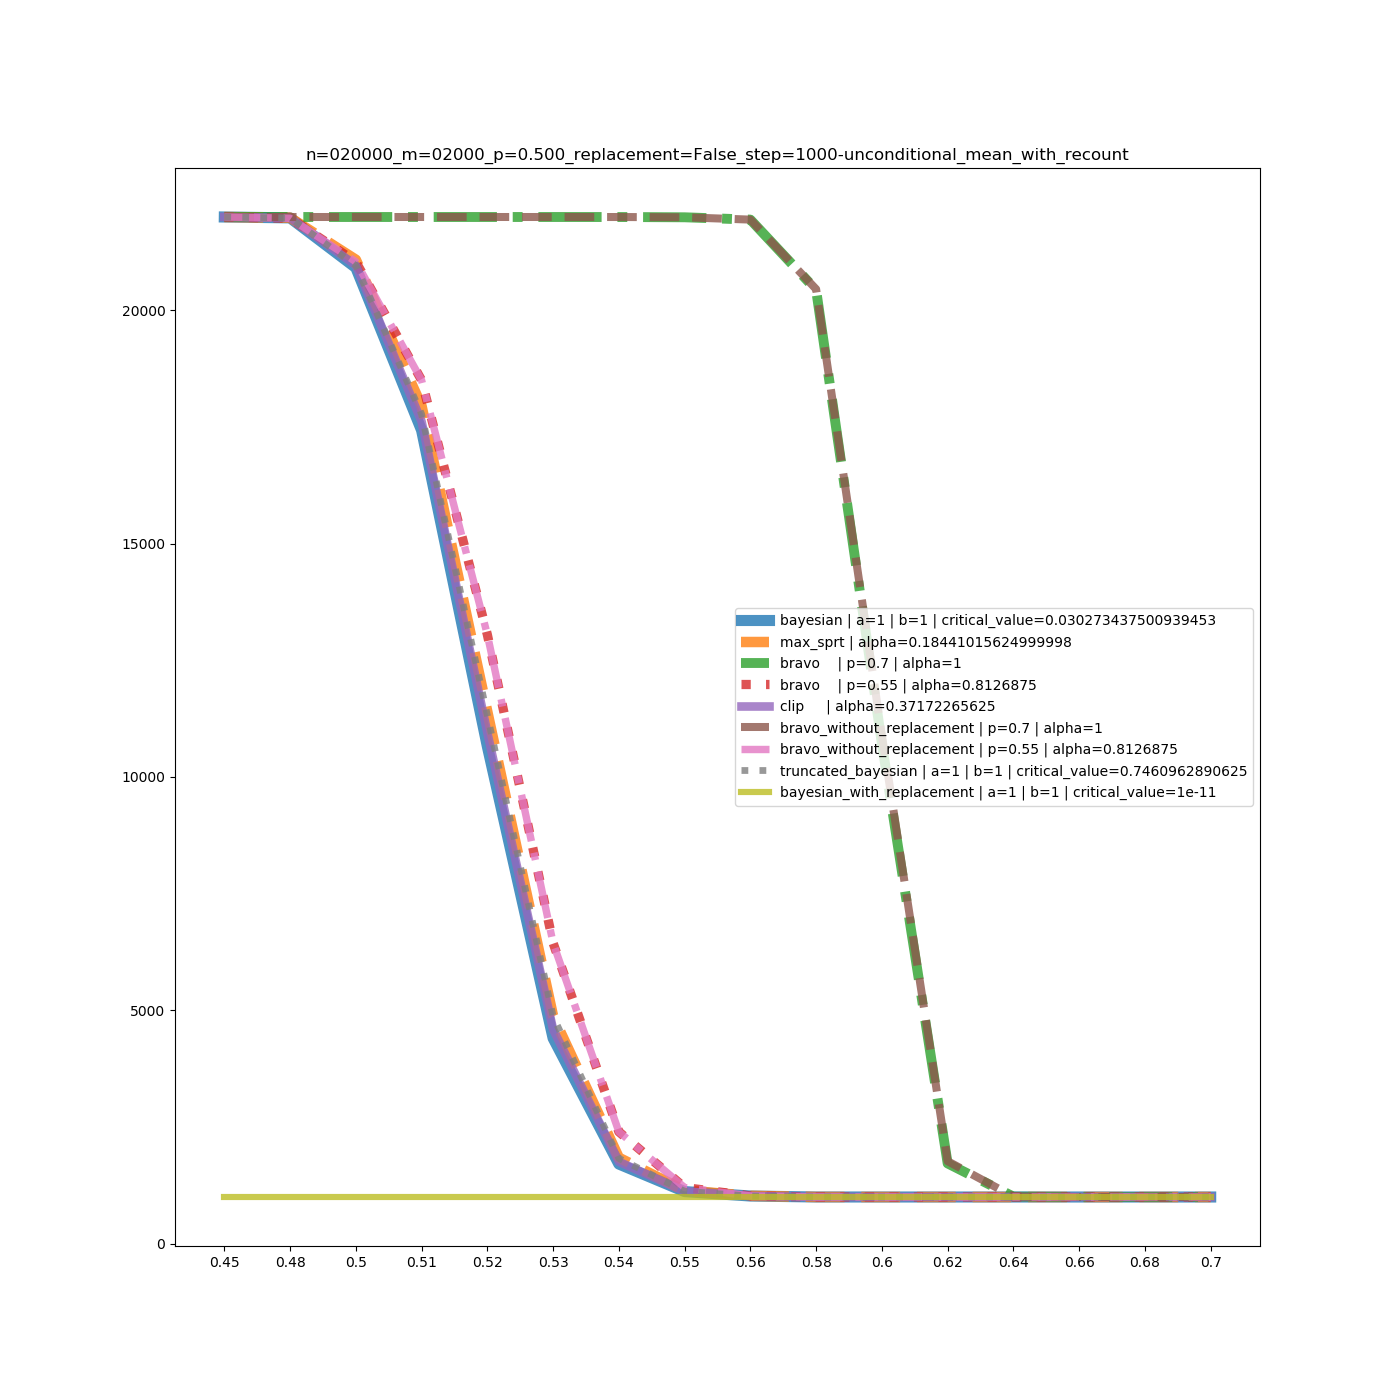 n=020000_m=02000_p=0.500_replacement=False_step=1000-unconditional_mean_with_recount
20000
15000
10000
5000
0
bayesian | a=1 | b=1 | critical_value=0.030273437500939453
max_sprt | alpha=0.18441015624999998
bravo | p=0.7 | alpha=1
bravo | p=0.55 | alpha=0.8126875
clip | alpha=0.37172265625
bravo_without_replacement | p=0.7 | alpha=1
bravo_without_replacement | p=0.55 | alpha=0.8126875
truncated_bayesian | a=1 | b=1 | critical_value=0.7460962890625
bayesian_with_replacement | a=1 | b=1 | critical_value=1e-11
0.45 0.48 0.5 0.51 0.52 0.53 0.54 0.55 0.56 0.58 0.6 0.62 0.64 0.66 0.68 0.7